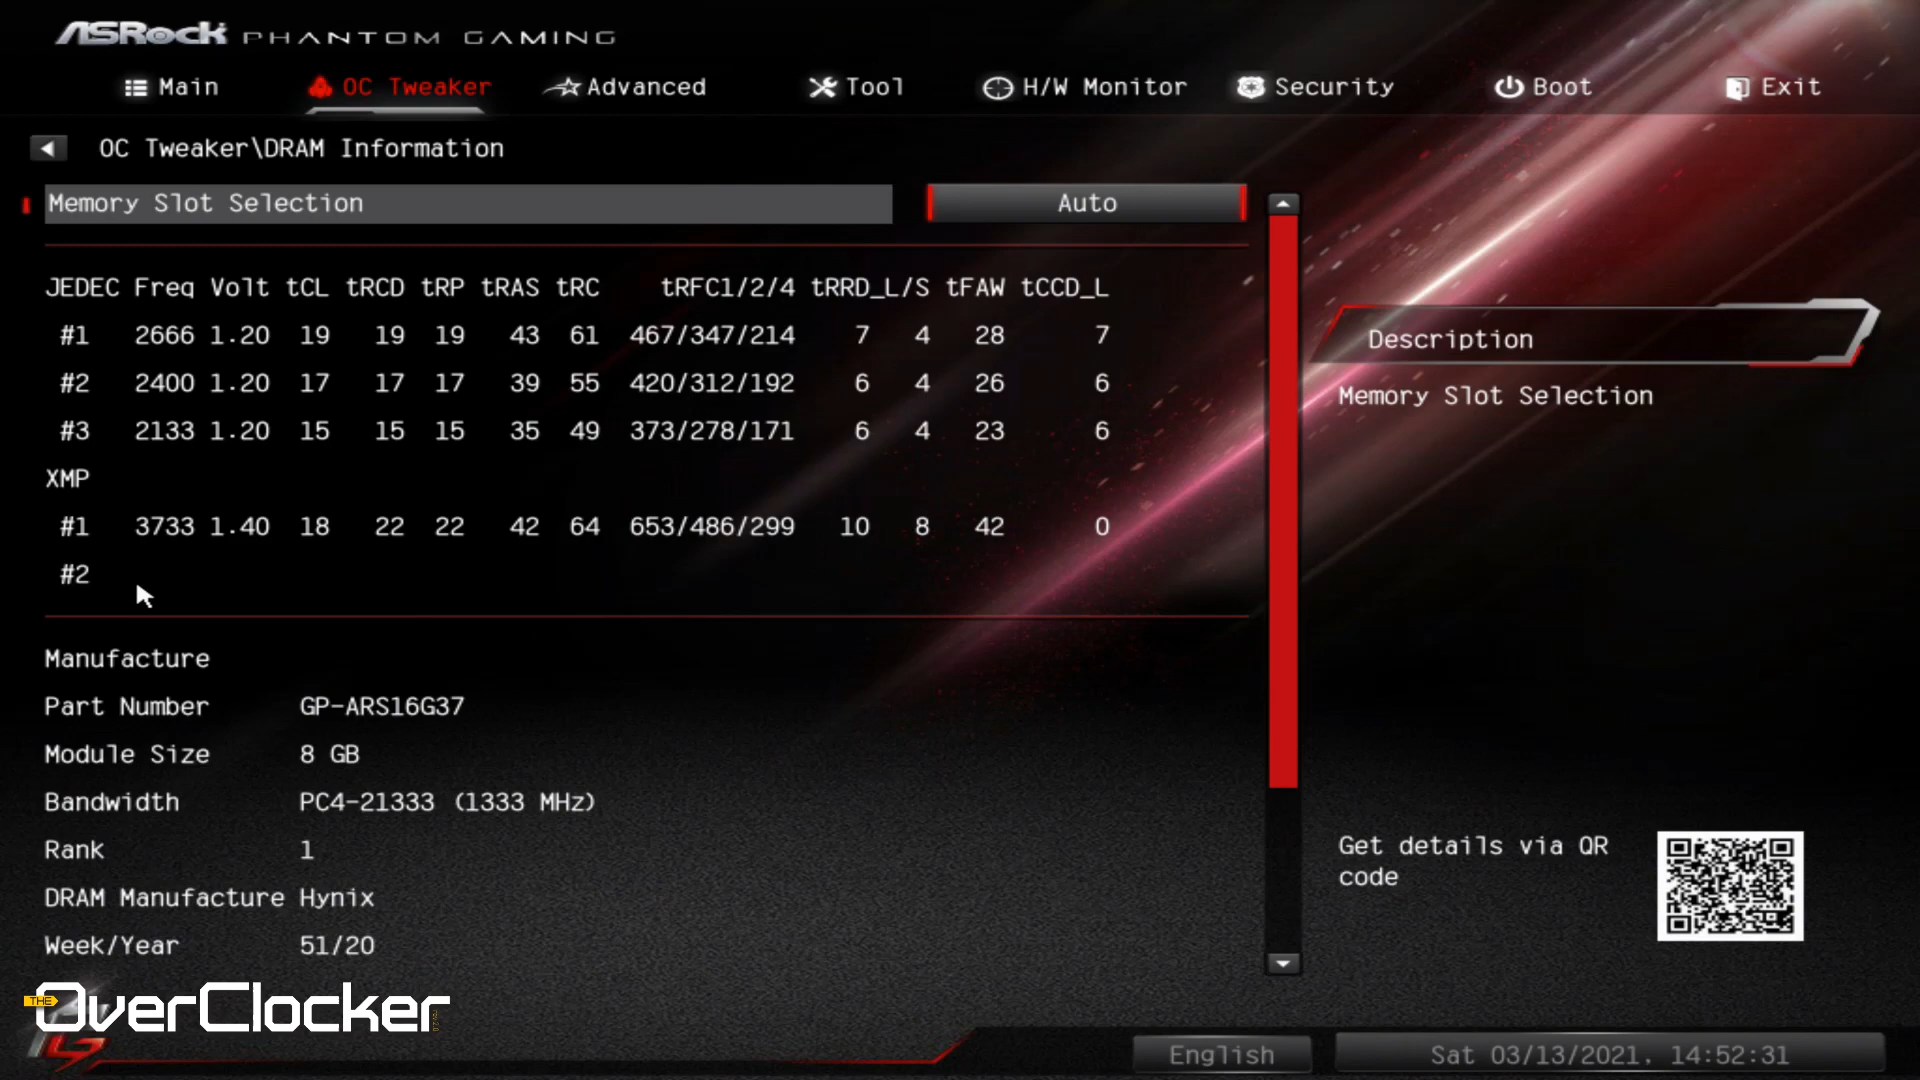 ASRock PHANTOM GAMING
Main OC Tweaker Advanced Tool H/W Monitor Security Boot Exit
OC Tweaker\DRAM Information
Memory Slot Selection Auto
JEDEC Freq Volt tCL tRCD tRP tRAS tRC tRFC1/2/4 tRRD_L/S tFAW tCCD_L
#1 2666 1.20 19 19 19 43 61 467/347/214 7 4 28 7
#2 2400 1.20 17 17 17 39 55 420/312/192 6 4 26 6
#3 2133 1.20 15 15 15 35 49 373/278/171 6 4 23 6
XMP
#1 3733 1.40 18 22 22 42 64 653/486/299 10 8 42 0
#2
Manufacture
Part Number GP-ARS16G37
Module Size 8 GB
Bandwidth PC4-21333 (1333 MHz)
Rank 1
DRAM Manufacture Hynix
Week/Year 51/20
Description
Memory Slot Selection
Get details via QR
code
THE OverClocker
English Sat 03/13/2021, 14:52:31